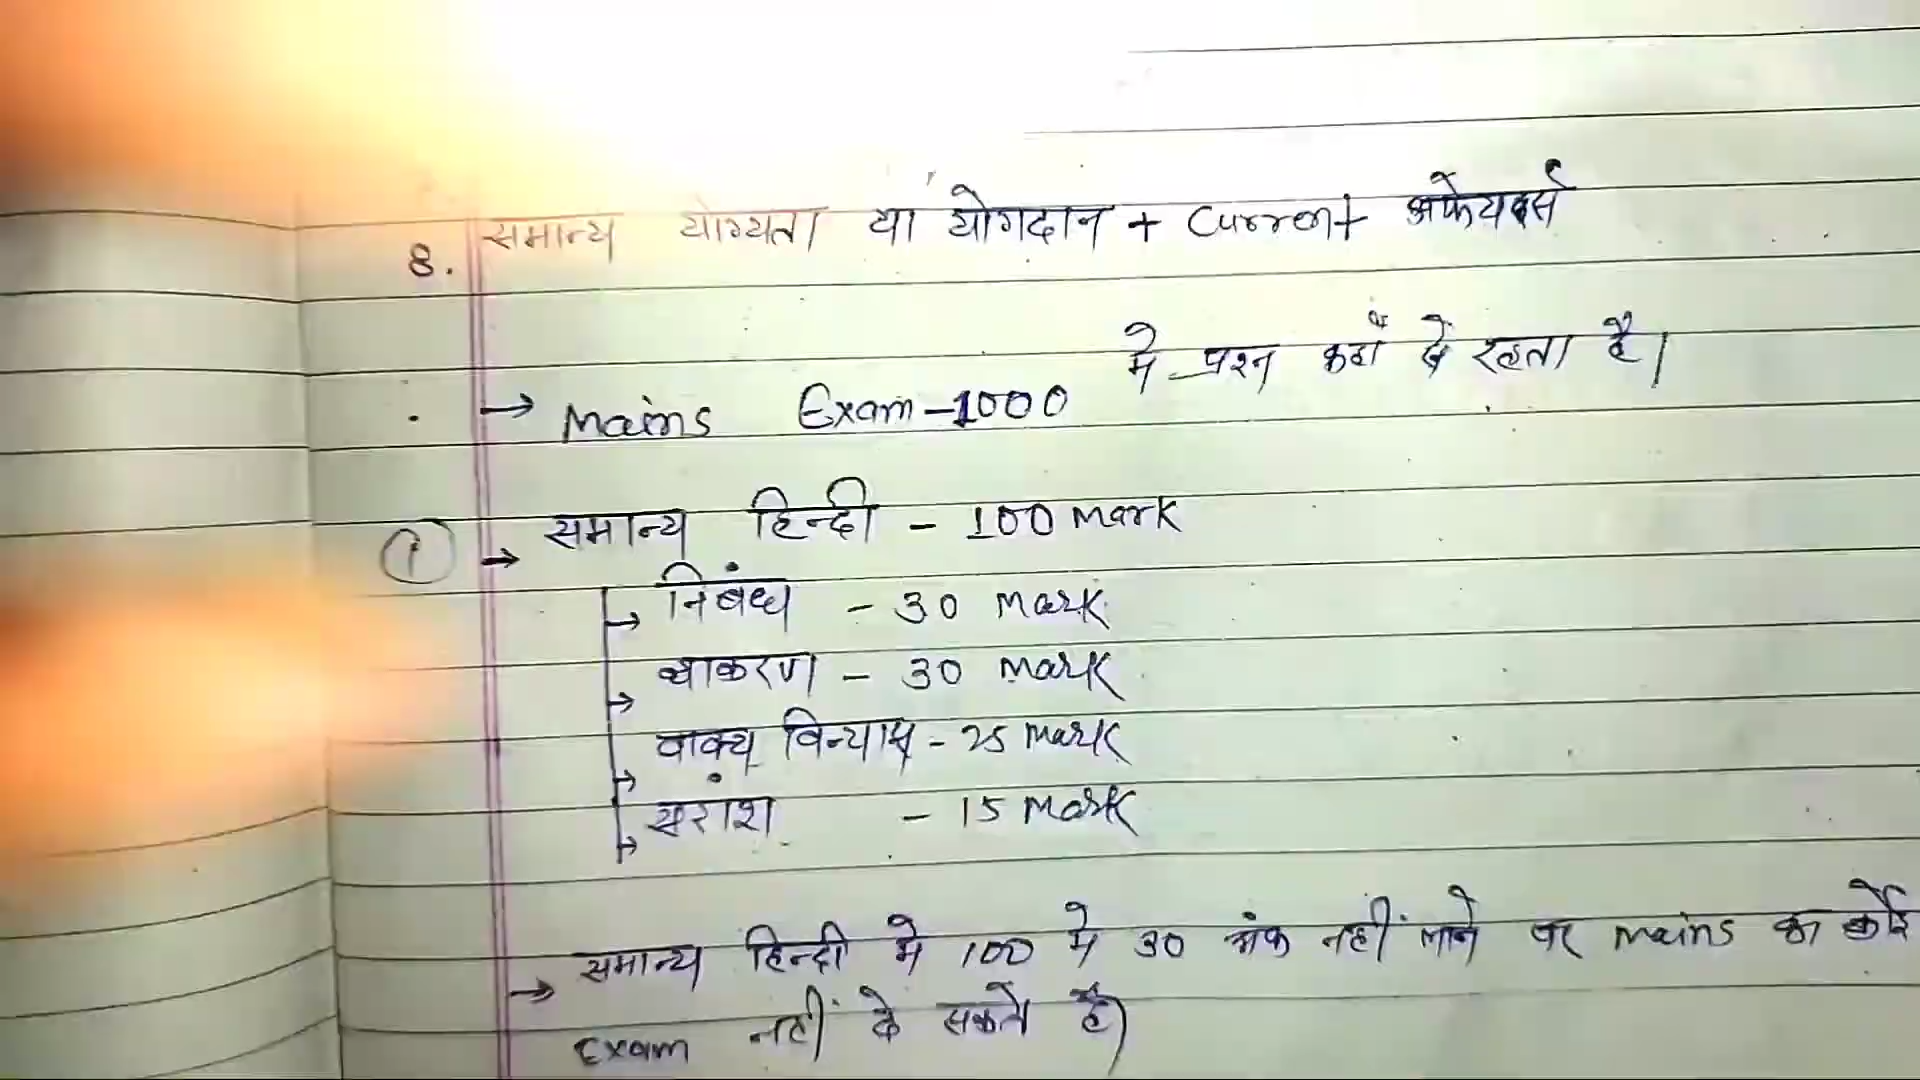 8. समान्य योग्यता या योगदान + Current अफेयर्स
मे प्रश्न कहाँ से रहता है।
→ Mains Exam - 1000
① → समान्य हिन्दी - 100 mark
→ निबंध - 30 mark
→ व्याकरण - 30 mark
→ वाक्य विन्यास - 25 mark
→ सरांश - 15 mark
→ समान्य हिन्दी मे 100 मे 30 अंक नहीं लाने पर mains का कोई
Exam नहीं दे सकते है)